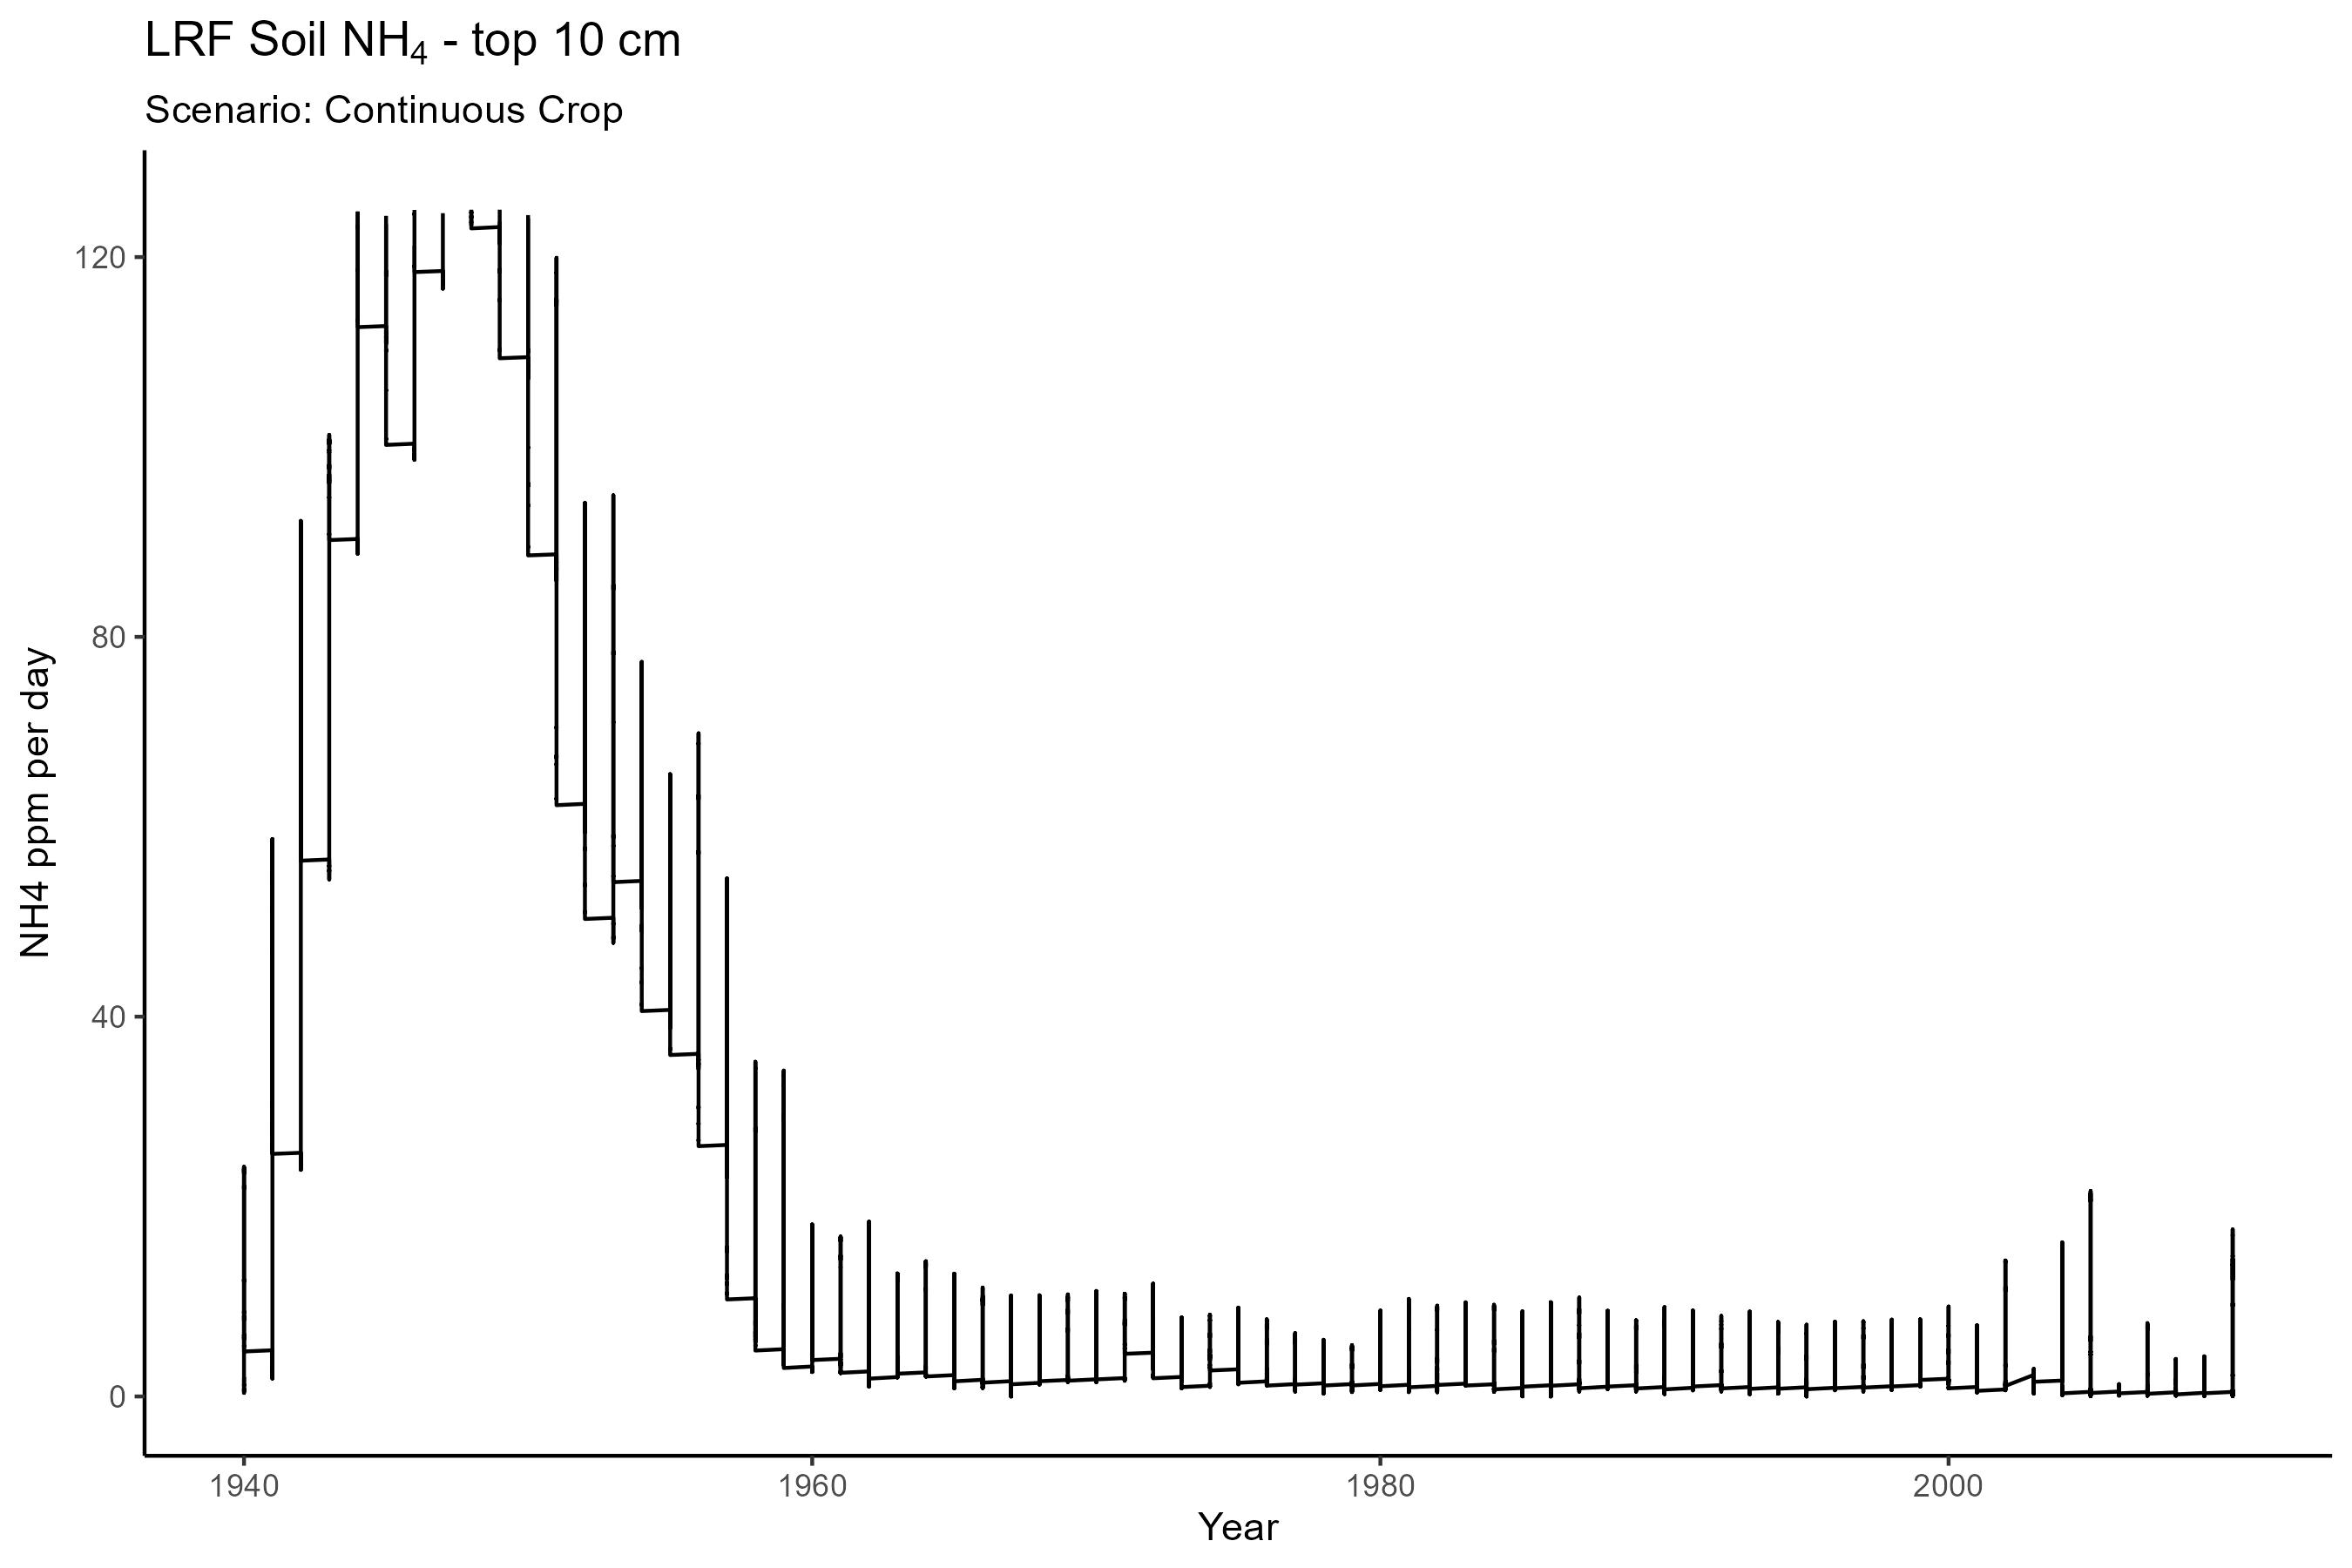 LRF Soil NH₄ - top 10 cm
Scenario: Continuous Crop
NH4 ppm per day
120
80
40
0
1940 1960 1980 2000
Year